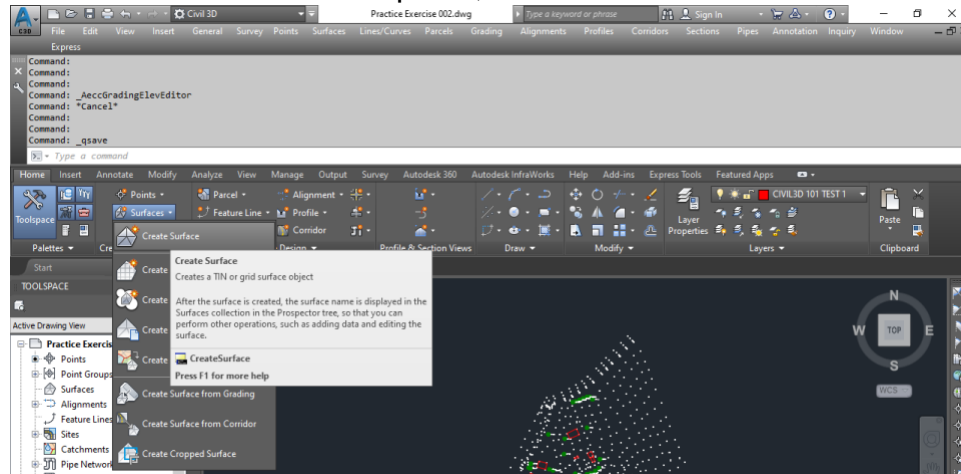 Civil 3D
Practice Exercise 002.dwg
Type a keyword or phrase
Sign In
C3D
File Edit View Insert General Survey Points Surfaces Lines/Curves Parcels Grading Alignments Profiles Corridors Sections Pipes Annotation Inquiry Window
Express
Command:
Command:
Command:
Command: _AeccGradingElevEditor
Command: *Cancel*
Command:
Command:
Command: _qsave
Type a command
Home Insert Annotate Modify Analyze View Manage Output Survey Autodesk 360 Autodesk InfraWorks Help Add-ins Express Tools Featured Apps
Toolspace
Points
Parcel
Alignment
Surfaces
Feature Line
Profile
Corridor
Layer
Properties
CIVIL3D 101 TEST 1
Paste
Palettes
Design
Profile & Section Views
Draw
Modify
Layers
Clipboard
Create Surface
Start
Create Surface
Creates a TIN or grid surface object
After the surface is created, the surface name is displayed in the
Surfaces collection in the Prospector tree, so that you can
perform other operations, such as adding data and editing the
surface.
CreateSurface
Press F1 for more help
Create
Create
Create
Create
Create Surface from Grading
Create Surface from Corridor
Create Cropped Surface
TOOLSPACE
Active Drawing View
Practice Exercis
Points
Point Groups
Surfaces
Alignments
Feature Lines
Sites
Catchments
Pipe Network
N
W TOP E
S
WCS